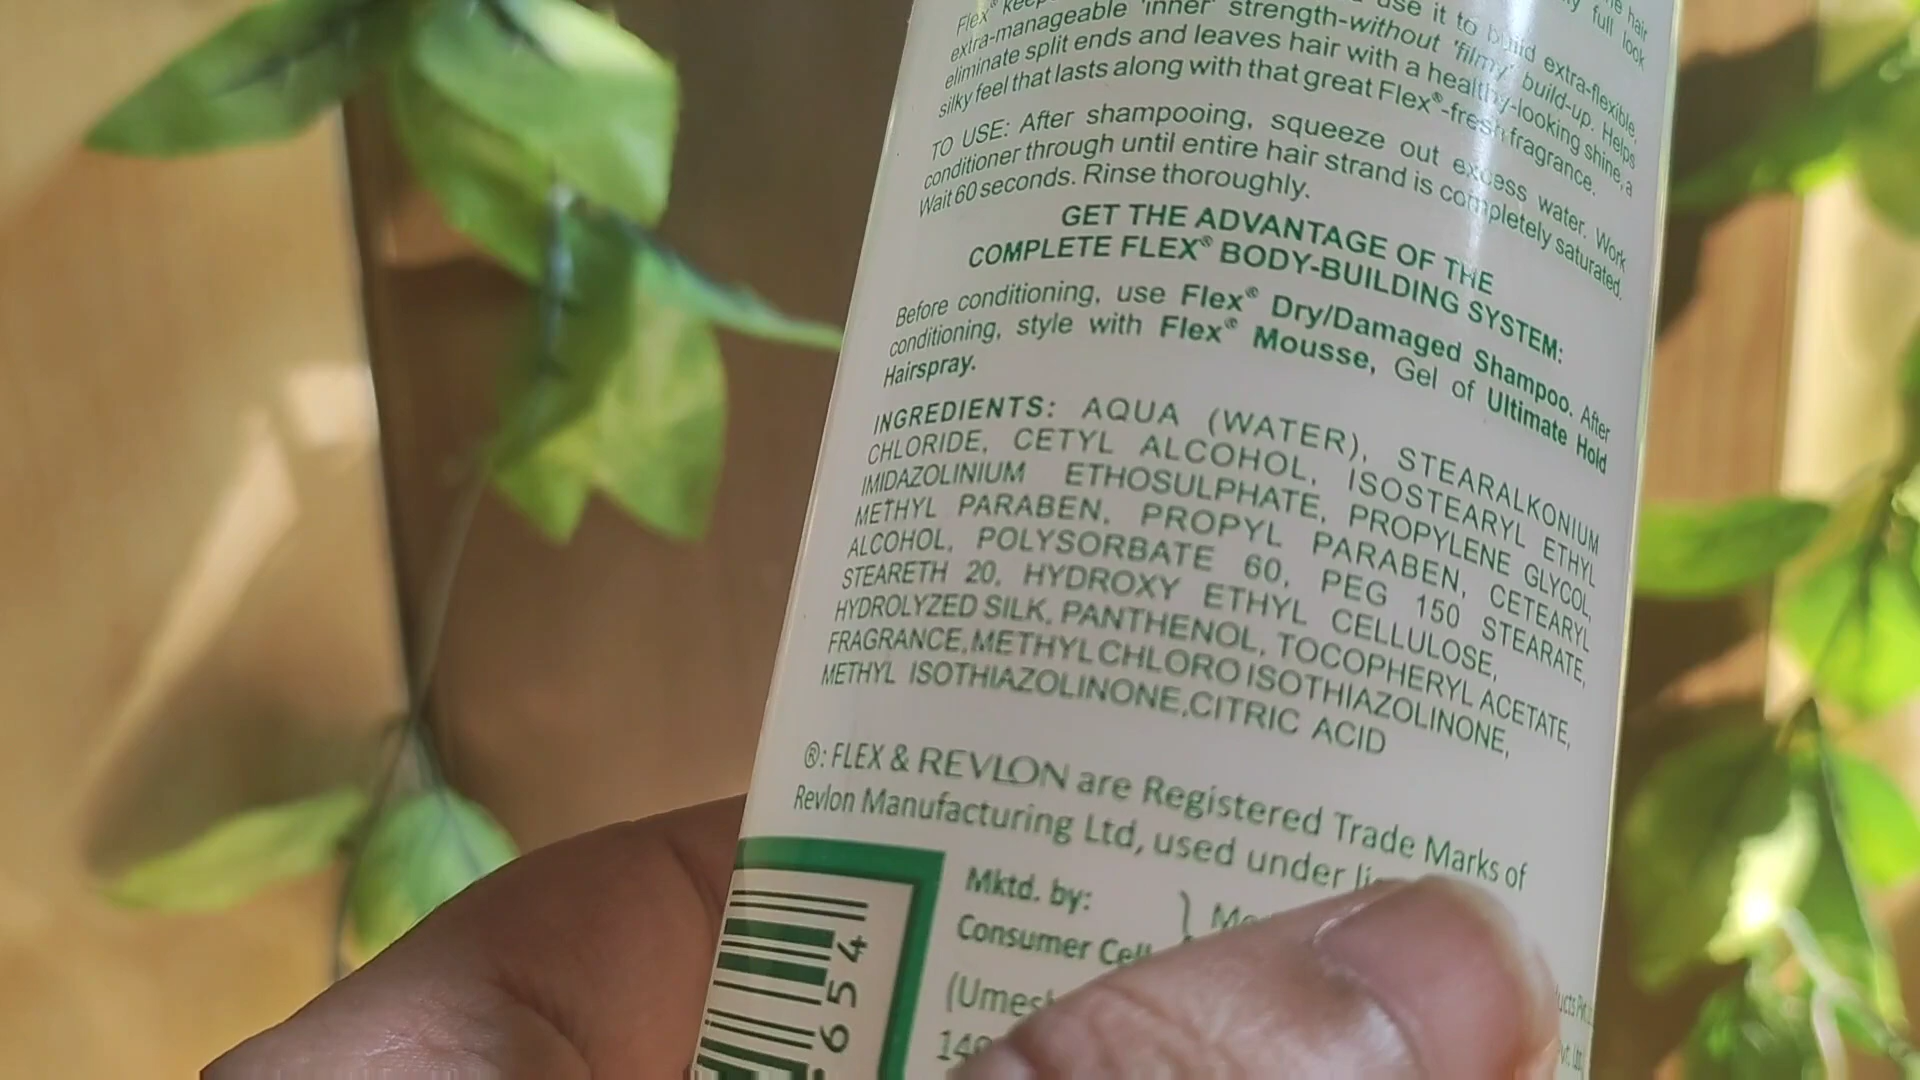 Flex® use it to build extra-flexible,
extra-manageable 'inner' strength-without 'filmy' build-up. Helps
eliminate split ends and leaves hair with a healthy-looking shine, a
silky feel that lasts along with that great Flex®-fresh fragrance.
TO USE: After shampooing, squeeze out excess water. Work
conditioner through until entire hair strand is completely saturated.
Wait 60 seconds. Rinse thoroughly.
GET THE ADVANTAGE OF THE
COMPLETE FLEX® BODY-BUILDING SYSTEM:
Before conditioning, use Flex® Dry/Damaged Shampoo. After
conditioning, style with Flex® Mousse, Gel of Ultimate Hold
Hairspray.
INGREDIENTS: AQUA (WATER), STEARALKONIUM
CHLORIDE, CETYL ALCOHOL, ISOSTEARYL ETHYL
IMIDAZOLINIUM ETHOSULPHATE, PROPYLENE GLYCOL,
METHYL PARABEN, PROPYL PARABEN, CETEARYL
ALCOHOL, POLYSORBATE 60, PEG 150 STEARATE,
STEARETH 20, HYDROXY ETHYL CELLULOSE,
HYDROLYZED SILK, PANTHENOL, TOCOPHERYL ACETATE,
FRAGRANCE,METHYLCHLORO ISOTHIAZOLINONE,
METHYL ISOTHIAZOLINONE,CITRIC ACID
®: FLEX & REVLON are Registered Trade Marks of
Revlon Manufacturing Ltd, used under
Mktd. by:
Consumer
654